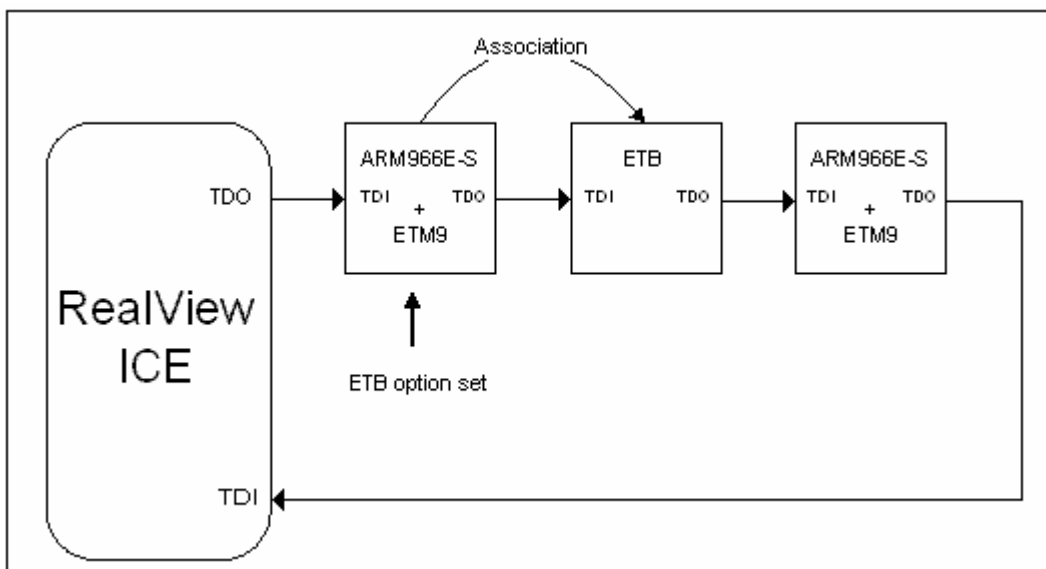 Association
ARM966E-S
TDI TDO
+
ETM9
ETB
TDI TDO
ARM966E-S
TDI TDO
+
ETM9
TDO
RealView
ICE
TDI
ETB option set